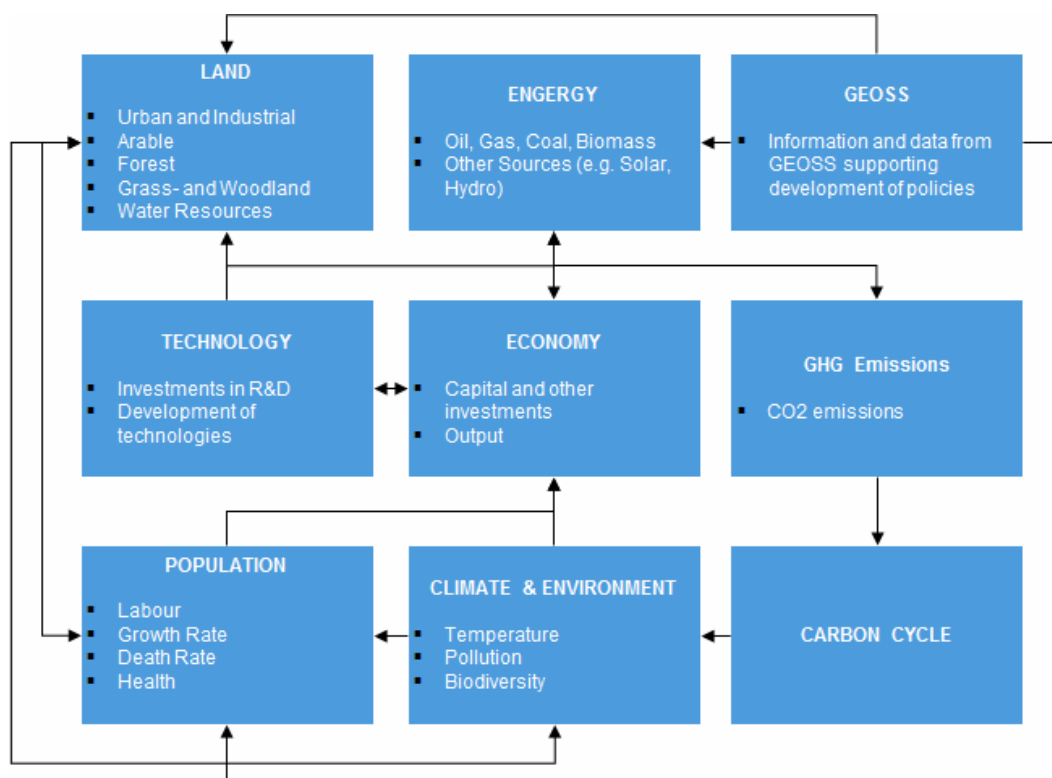 LAND
▪ Urban and Industrial
▪ Arable
▪ Forest
▪ Grass- and Woodland
▪ Water Resources
ENGERGY
▪ Oil, Gas, Coal, Biomass
▪ Other Sources (e.g. Solar,
Hydro)
GEOSS
▪ Information and data from
GEOSS supporting
development of policies
TECHNOLOGY
▪ Investments in R&D
▪ Development of
technologies
ECONOMY
▪ Capital and other
investments
▪ Output
GHG Emissions
▪ CO2 emissions
POPULATION
▪ Labour
▪ Growth Rate
▪ Death Rate
▪ Health
CLIMATE & ENVIRONMENT
▪ Temperature
▪ Pollution
▪ Biodiversity
CARBON CYCLE